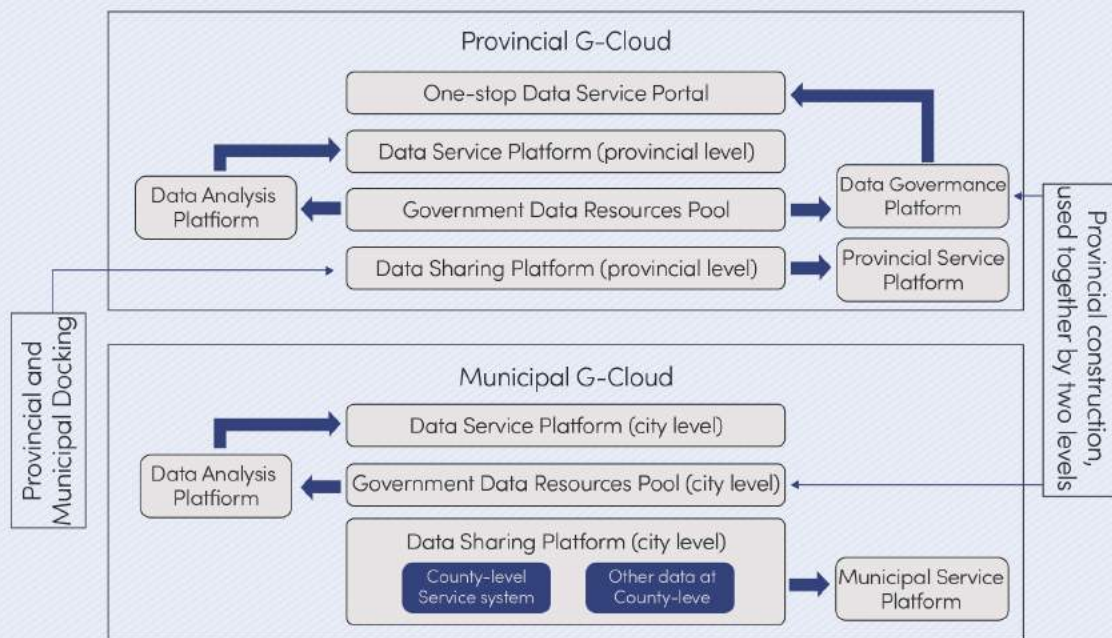 Provincial G-Cloud
One-stop Data Service Portal
Data Service Platform (provincial level)
Data Analysis
Platfiorm
Government Data Resources Pool
Data Govermance
Platform
Data Sharing Platform (provincial level)
Provincial Service
Platform
Provincial and
Municipal Docking
Provincial construction,
used together by two levels
Municipal G-Cloud
Data Service Platform (city level)
Data Analysis
Platfiorm
Government Data Resources Pool (city level)
Data Sharing Platform (city level)
County-level
Service system
Other data at
County-leve
Municipal Service
Platform